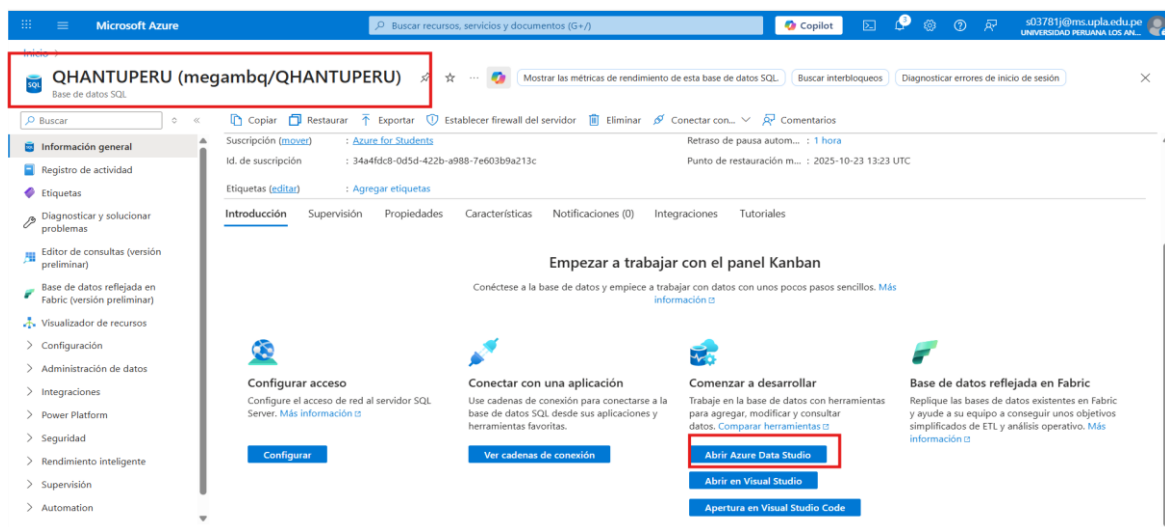 Microsoft Azure
Buscar recursos, servicios y documentos (G+/)
Copilot
3
s03781j@ms.upla.edu.pe
UNIVERSIDAD PERUANA LOS AN...
Inicio >
QHANTUPERU (megambq/QHANTUPERU)
Base de datos SQL
SQL
Mostrar las métricas de rendimiento de esta base de datos SQL.
Buscar interbloqueos
Diagnosticar errores de inicio de sesión
Buscar
Copiar
Restaurar
Exportar
Establecer firewall del servidor
Eliminar
Conectar con...
Comentarios
Información general
Registro de actividad
Etiquetas
Diagnosticar y solucionar
problemas
Editor de consultas (versión
preliminar)
Base de datos reflejada en
Fabric (versión preliminar)
Visualizador de recursos
Configuración
Administración de datos
Integraciones
Power Platform
Seguridad
Rendimiento inteligente
Supervisión
Automation
Suscripción (mover) : Azure for Students
Retraso de pausa autom... : 1 hora
Id. de suscripción : 34a4fdc8-0d5d-422b-a988-7e603b9a213c
Punto de restauración m... : 2025-10-23 13:23 UTC
Etiquetas (editar) : Agregar etiquetas
Introducción
Supervisión
Propiedades
Características
Notificaciones (0)
Integraciones
Tutoriales
Empezar a trabajar con el panel Kanban
Conéctese a la base de datos y empiece a trabajar con datos con unos pocos pasos sencillos. Más
información
Configurar acceso
Configure el acceso de red al servidor SQL
Server. Más información
Configurar
Conectar con una aplicación
Use cadenas de conexión para conectarse a la
base de datos SQL desde sus aplicaciones y
herramientas favoritas.
Ver cadenas de conexión
Comenzar a desarrollar
Trabaje en la base de datos con herramientas
para agregar, modificar y consultar
datos. Comparar herramientas
Abrir Azure Data Studio
Abrir en Visual Studio
Apertura en Visual Studio Code
Base de datos reflejada en Fabric
Replique las bases de datos existentes en Fabric
y ayude a su equipo a conseguir unos objetivos
simplificados de ETL y análisis operativo. Más
información